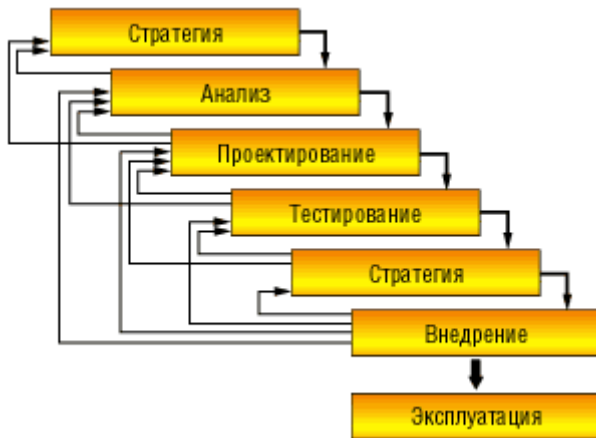 Стратегия
Анализ
Проектирование
Тестирование
Стратегия
Внедрение
Эксплуатация